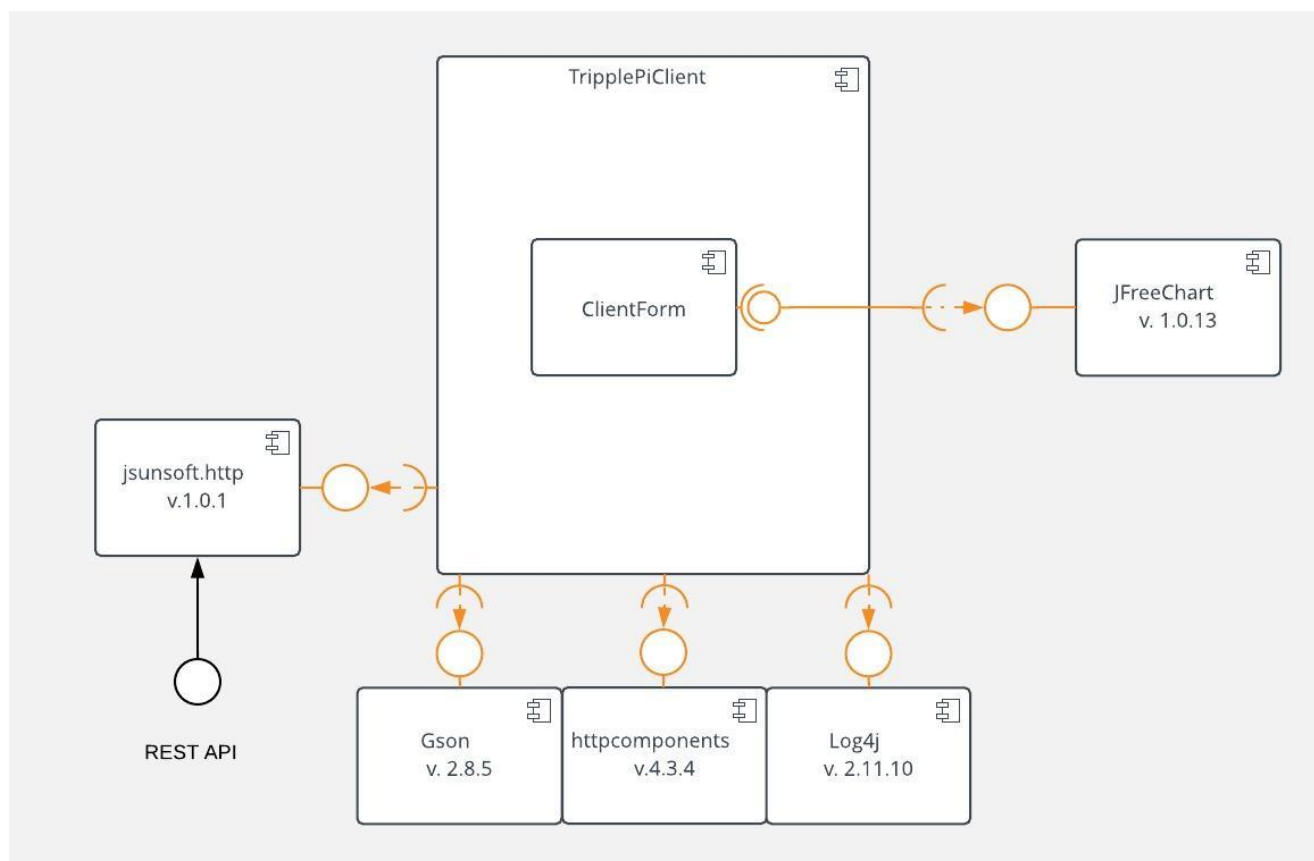 TripplePiClient
ClientForm
JFreeChart
v. 1.0.13
jsunsoft.http
v.1.0.1
REST API
Gson
v. 2.8.5
httpcomponents
v.4.3.4
Log4j
v. 2.11.10